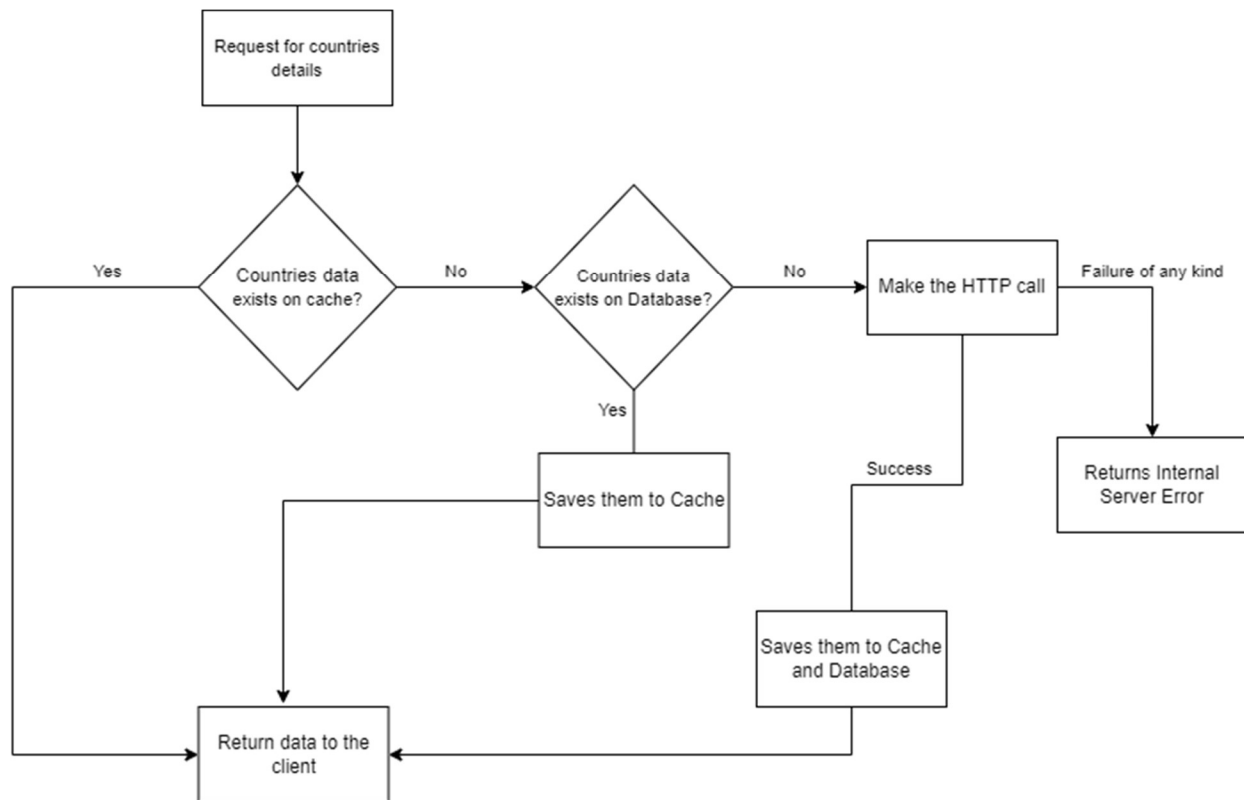 Request for countries
details
Yes
Countries data
exists on cache?
No
Countries data
exists on Database?
No
Make the HTTP call
Failure of any kind
Yes
Success
Returns Internal
Server Error
Saves them to Cache
Saves them to Cache
and Database
Return data to the
client